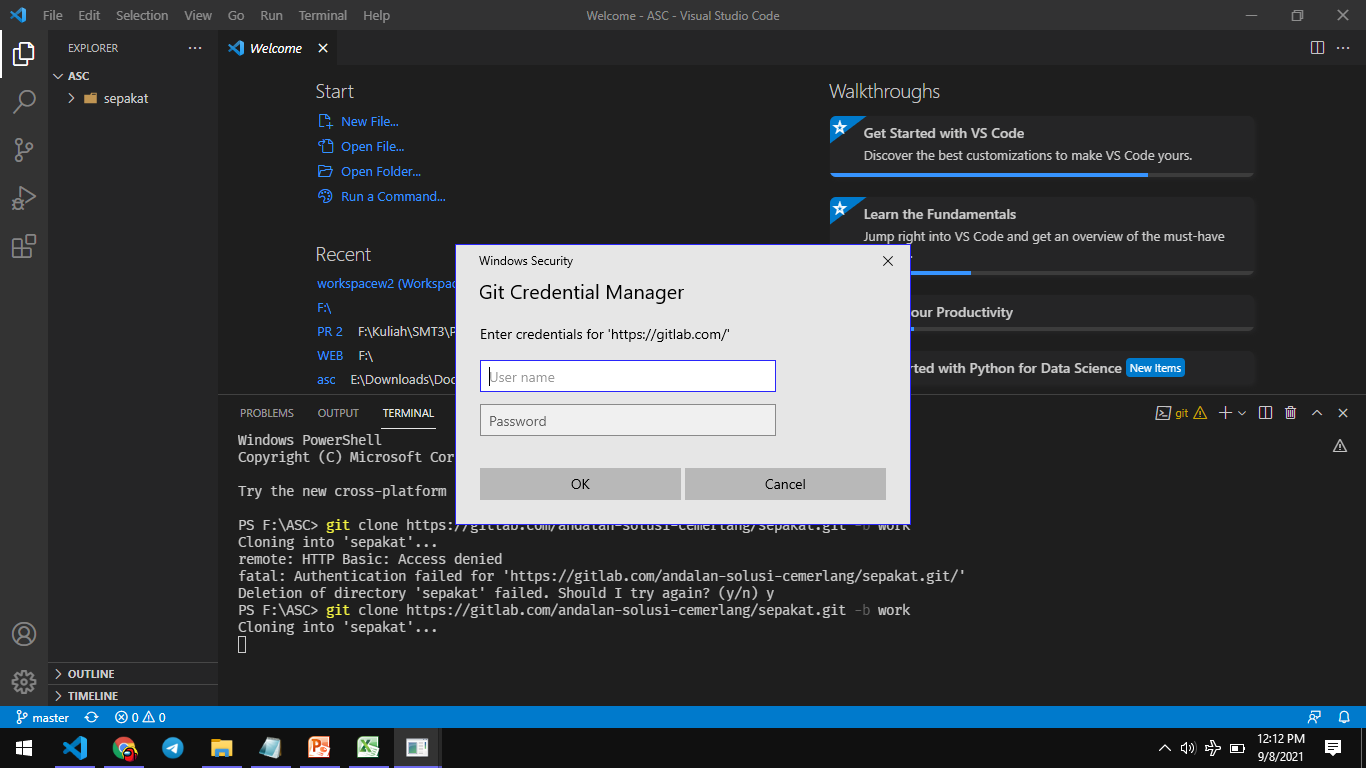 File Edit Selection View Go Run Terminal Help
Welcome - ASC - Visual Studio Code
EXPLORER
ASC
sepakat
OUTLINE
TIMELINE
Welcome
Start
New File...
Open File...
Open Folder...
Run a Command...
Recent
workspacew2 (Workspac
F:\
PR 2 F:\Kuliah\SMT3\P
WEB F:\
asc E:\Downloads\Doc
Walkthroughs
Get Started with VS Code
Discover the best customizations to make VS Code yours.
Learn the Fundamentals
Jump right into VS Code and get an overview of the must-have
our Productivity
rted with Python for Data Science New Items
Windows Security
Git Credential Manager
Enter credentials for 'https://gitlab.com/'
User name
Password
OK Cancel
PROBLEMS OUTPUT TERMINAL
git
Windows PowerShell
Copyright (C) Microsoft Cor
Try the new cross-platform
PS F:\ASC> git clone https://gitlab.com/andalan-solusi-cemerlang/sepakat.git -b work
Cloning into 'sepakat'...
remote: HTTP Basic: Access denied
fatal: Authentication failed for 'https://gitlab.com/andalan-solusi-cemerlang/sepakat.git/'
Deletion of directory 'sepakat' failed. Should I try again? (y/n) y
PS F:\ASC> git clone https://gitlab.com/andalan-solusi-cemerlang/sepakat.git -b work
Cloning into 'sepakat'...
master 0 0
12:12 PM
9/8/2021